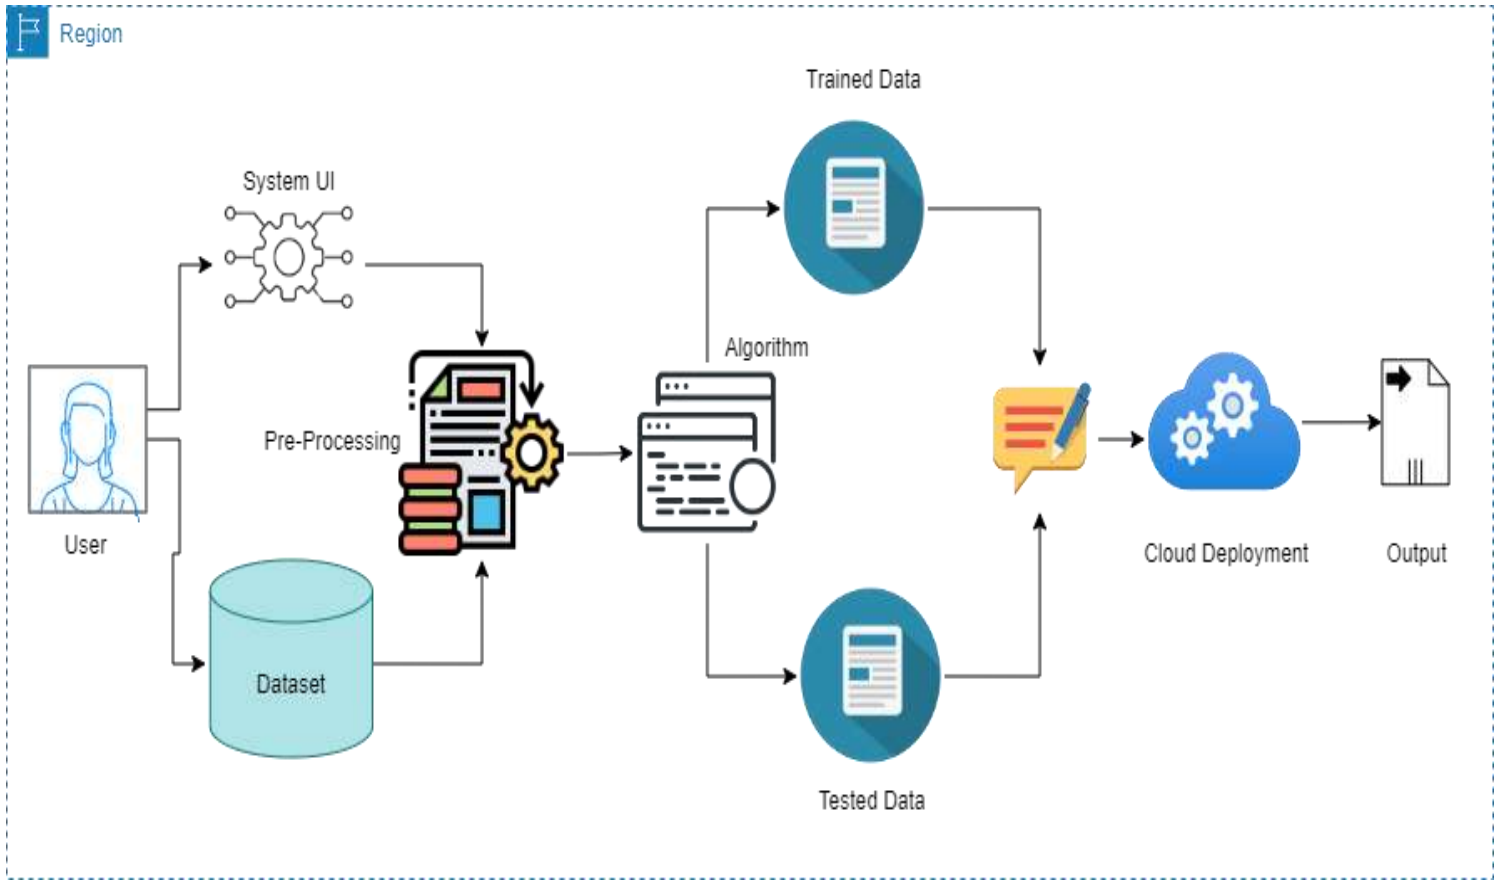 Region
Trained Data
System UI
Algorithm
Pre-Processing
User
Cloud Deployment
Output
Dataset
Tested Data